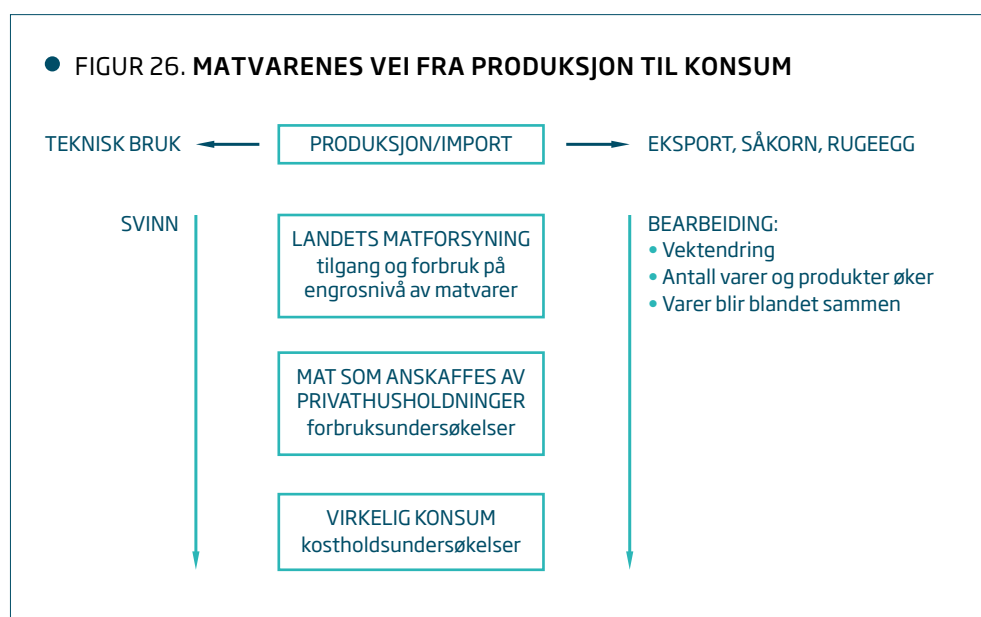 • FIGUR 26. MATVARENES VEI FRA PRODUKSJON TIL KONSUM
TEKNISK BRUK
PRODUKSJON/IMPORT
EKSPORT, SÅKORN, RUGEEGG
SVINN
LANDETS MATFORSYNING
tilgang og forbruk på
engrosnivå av matvarer
BEARBEIDING:
• Vektendring
• Antall varer og produkter øker
• Varer blir blandet sammen
MAT SOM ANSKAFFES AV
PRIVATHUSHOLDNINGER
forbruksundersøkelser
VIRKELIG KONSUM
kostholdsundersøkelser